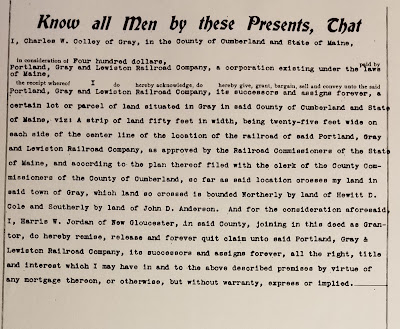 Know all Men by these Presents, That
I, Charles W. Colley of Gray, in the County of Cumberland and State of Maine,
in consideration of Four hundred dollars,
paid by
Portland, Gray and Lewiston Railroad Company, a corporation existing under the laws
of Maine,
the receipt whereof I do hereby acknowledge, do hereby give, grant, bargain, sell and convey unto the said
Portland, Gray and Lewiston Railroad Company, its successors and assigns forever, a
certain lot or parcel of land situated in Gray in said County of Cumberland and State
of Maine, viz: A strip of land fifty feet in width, being twenty-five feet wide on
each side of the center line of the location of the railroad of said Portland, Gray
and Lewiston Railroad Company, as approved by the Railroad Commissioners of the State
of Maine, and according to the plan thereof filed with the clerk of the County Com-
missioners of the County of Cumberland, so far as said location crosses my land in
said town of Gray, which land so crossed is bounded Northerly by land of Hewitt D.
Cole and Southerly by land of John D. Anderson. And for the consideration aforesaid,
I, Harris W. Jordan of New Gloucester, in said County, joining in this deed as Gran-
tor, do hereby remise, release and forever quit claim unto said Portland, Gray &
Lewiston Railroad Company, its successors and assigns forever, all the right, title
and interest which I may have in and to the above described premises by virtue of
any mortgage thereon, or otherwise, but without warranty, express or implied.